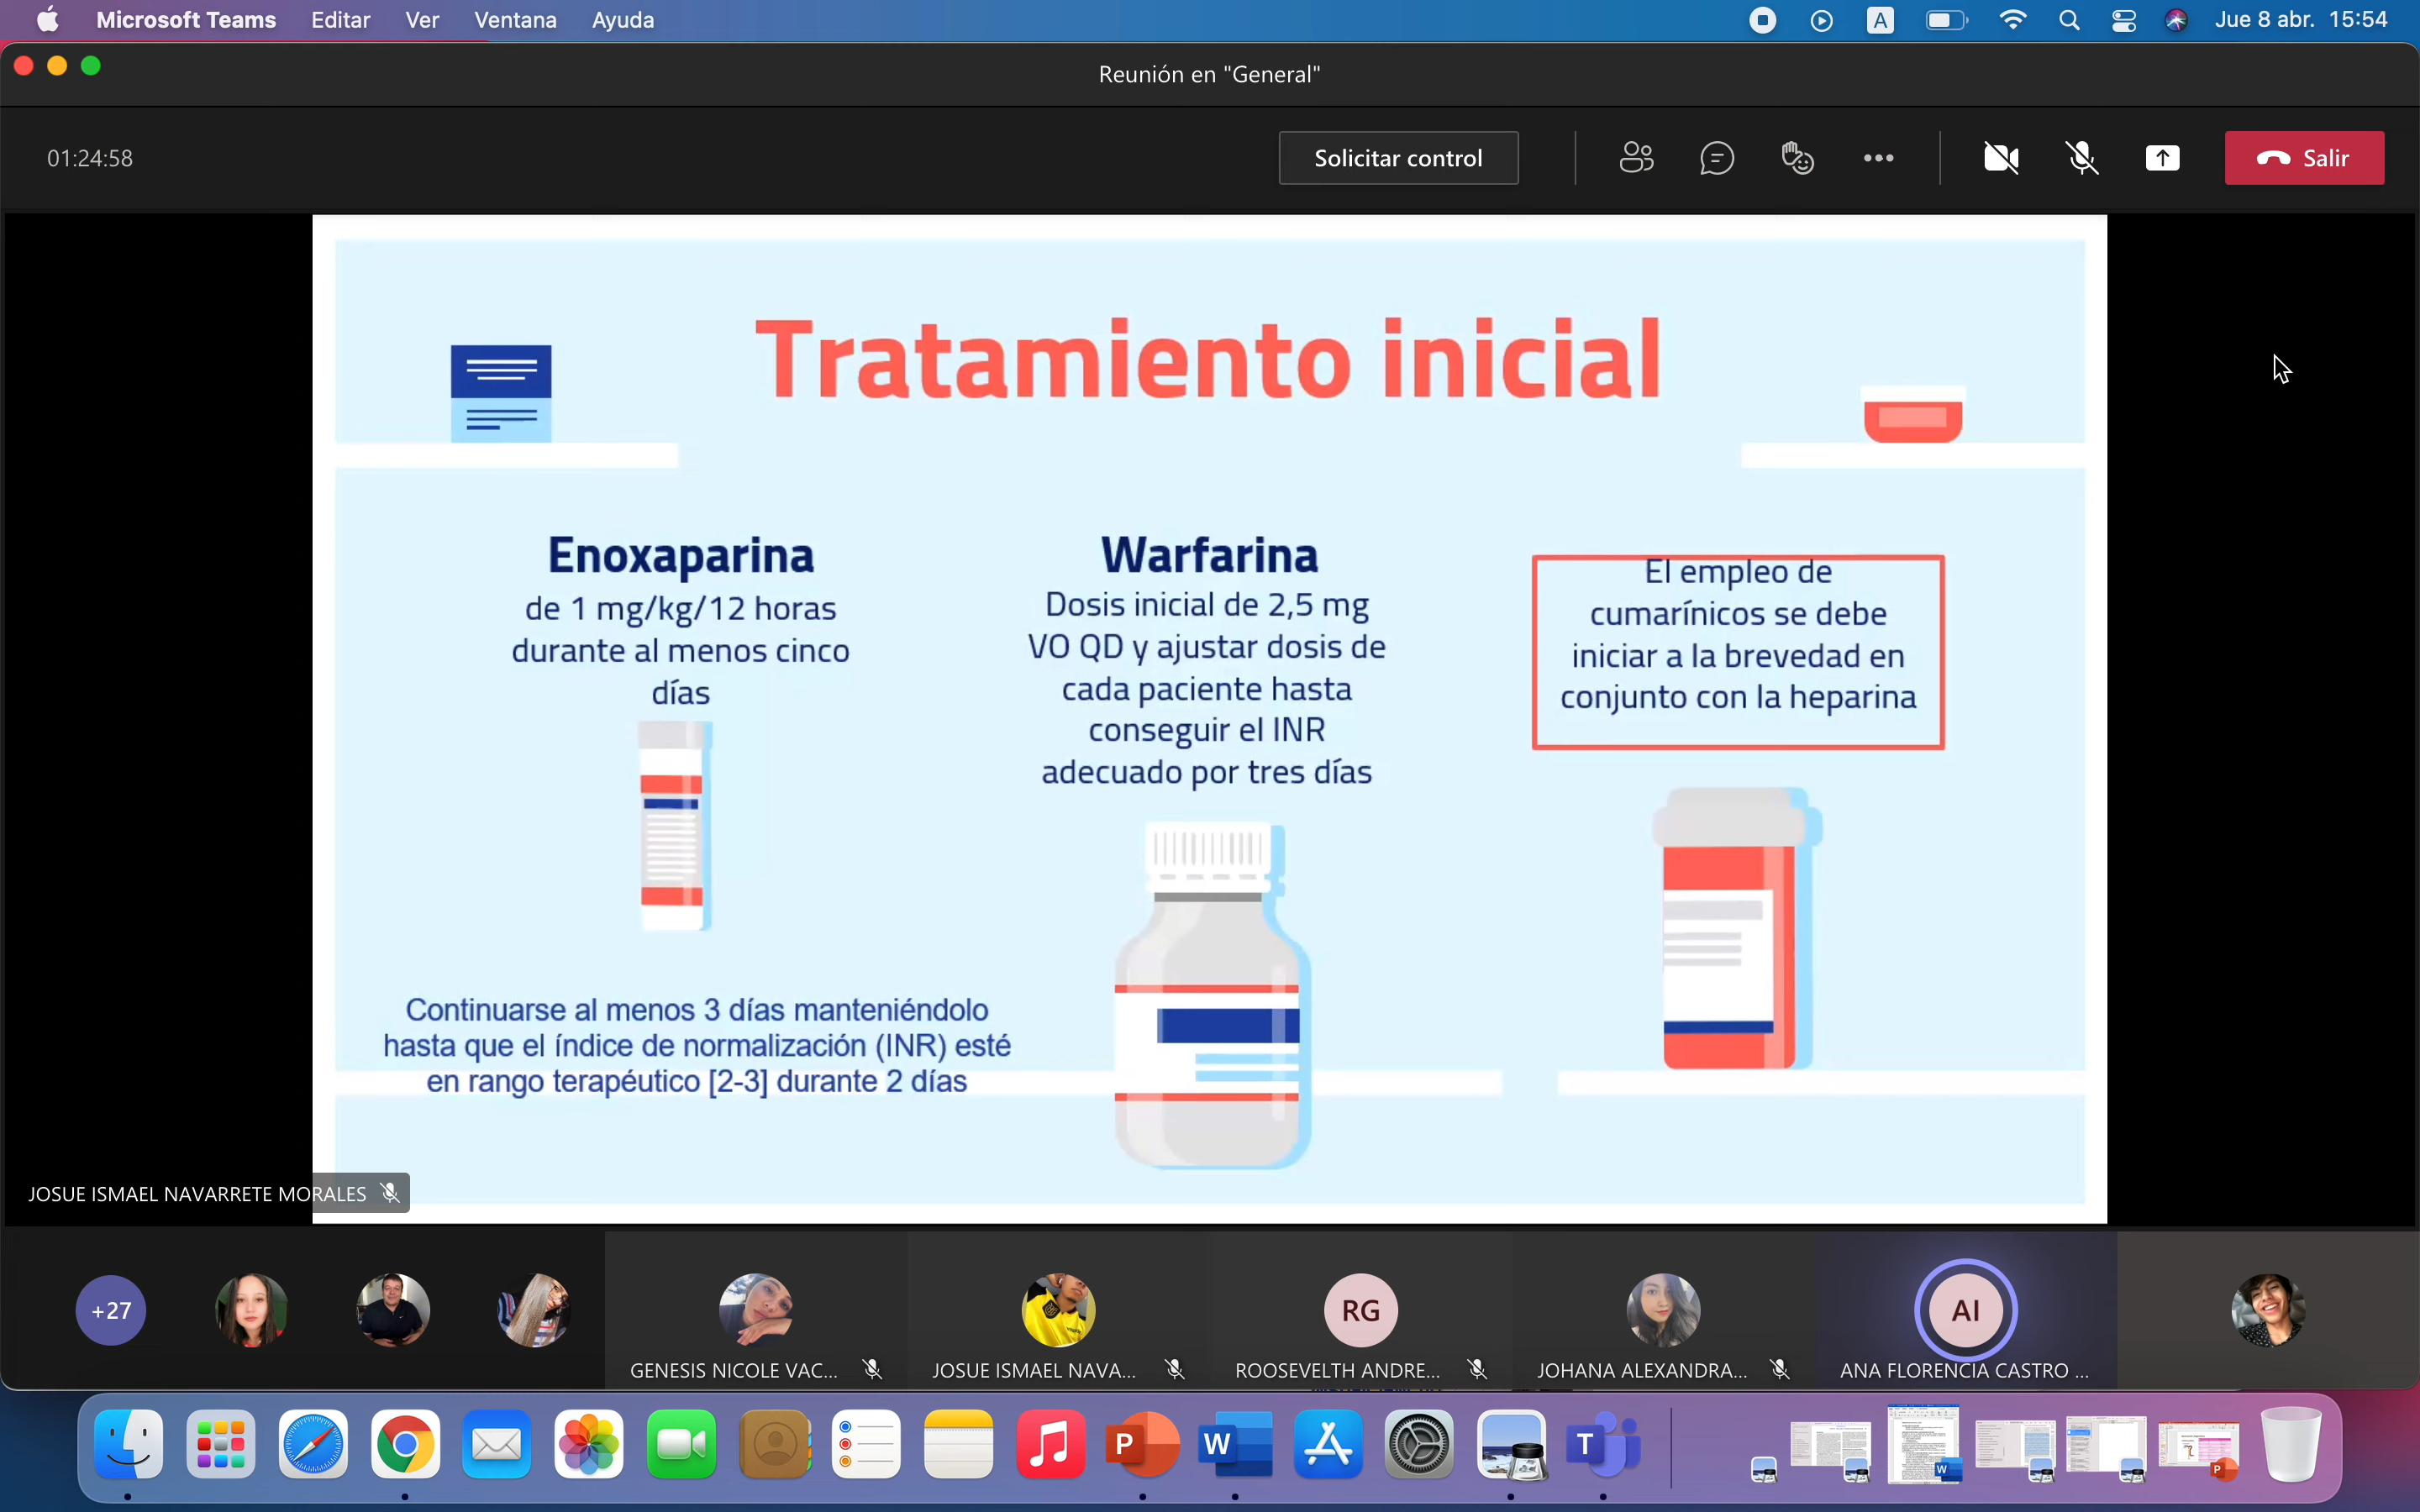 Microsoft Teams Editar Ver Ventana Ayuda
A
Jue 8 abr. 15:54
Reunión en "General"
01:24:58
Solicitar control
Salir
Tratamiento inicial
Enoxaparina
de 1 mg/kg/12 horas
durante al menos cinco
días
Continuarse al menos 3 días manteniéndolo
hasta que el índice de normalización (INR) esté
en rango terapéutico [2-3] durante 2 días
Warfarina
Dosis inicial de 2,5 mg
VO QD y ajustar dosis de
cada paciente hasta
conseguir el INR
adecuado por tres días
El empleo de
cumarínicos se debe
iniciar a la brevedad en
conjunto con la heparina
JOSUE ISMAEL NAVARRETE MORALES
+27
RG
AI
GENESIS NICOLE VAC...
JOSUE ISMAEL NAVA...
ROOSEVELTH ANDRE...
JOHANA ALEXANDRA...
ANA FLORENCIA CASTRO ...
P
W
T
W
P